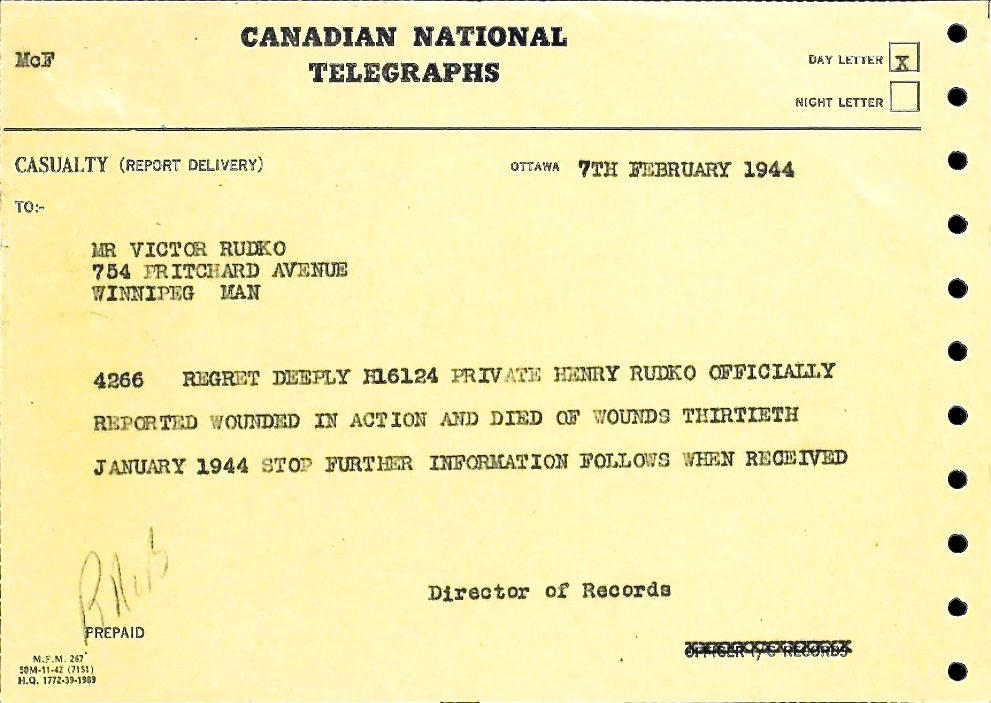 CANADIAN NATIONAL
TELEGRAPHS
McF
DAY LETTER X
NIGHT LETTER
CASUALTY (REPORT DELIVERY)
OTTAWA 7TH FEBRUARY 1944
TO:-
MR VICTOR RUDKO
754 PRITCHARD AVENUE
WINNIPEG MAN
4266 REGRET DEEPLY H16124 PRIVATE HENRY RUDKO OFFICIALLY
REPORTED WOUNDED IN ACTION AND DIED OF WOUNDS THIRTIETH
JANUARY 1944 STOP FURTHER INFORMATION FOLLOWS WHEN RECEIVED
Director of Records
PREPAID
OFFICER I/C RECORDS
M.F.M. 267
50M-11-42 (7151)
H.Q. 1772-39-1989